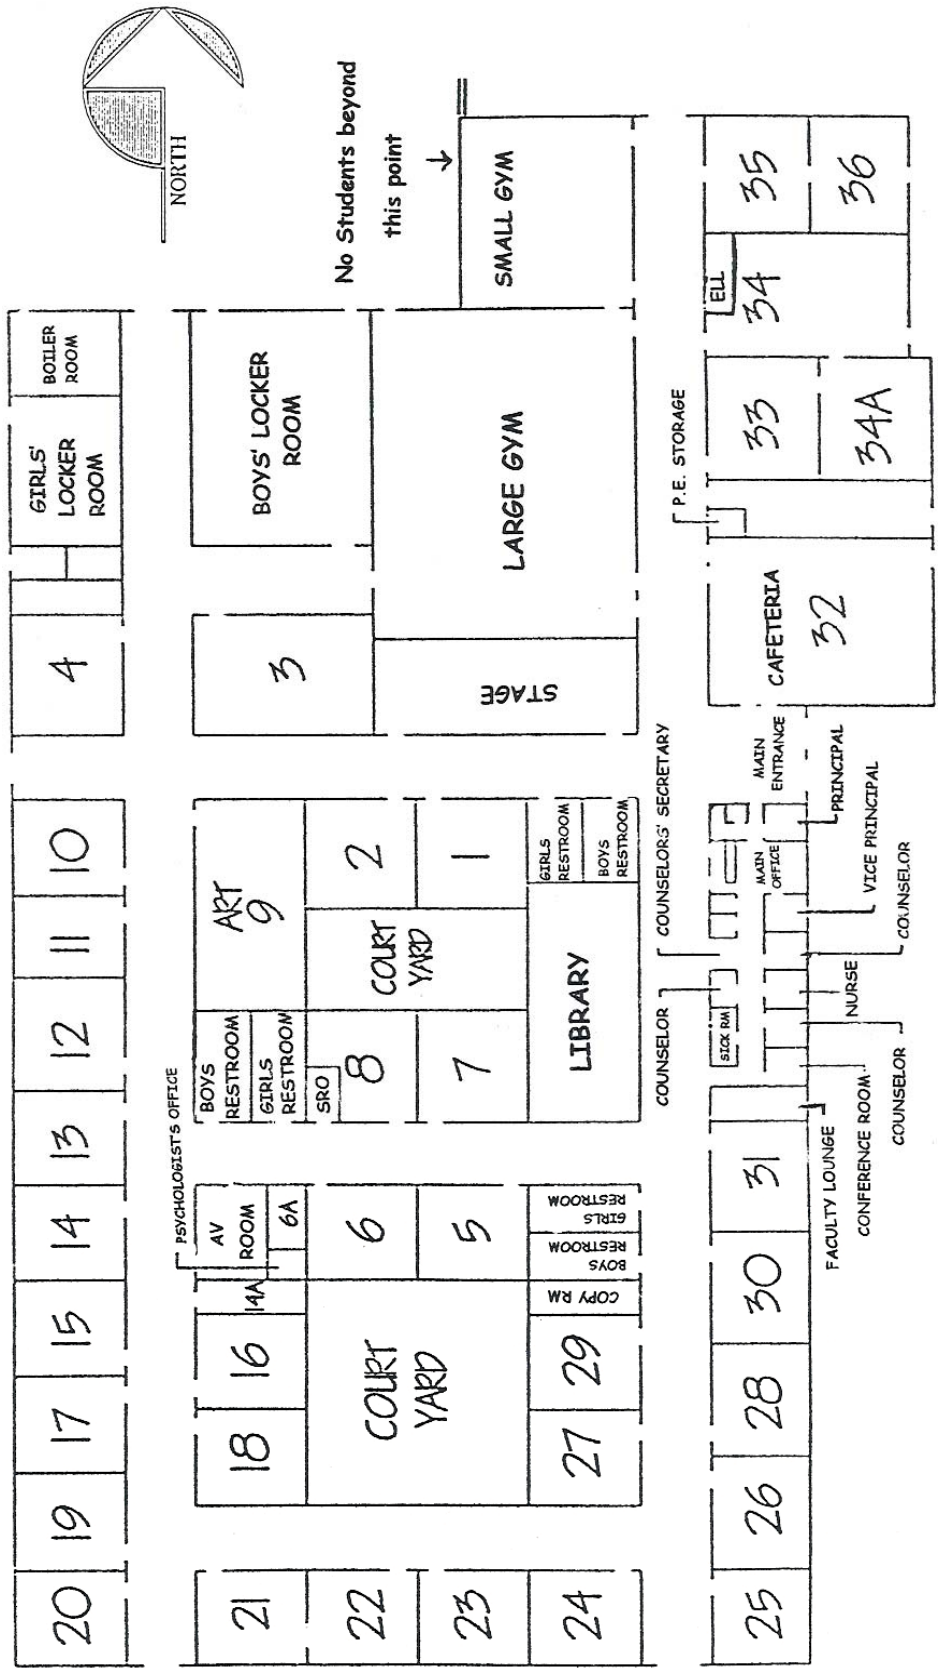 20
19
17
15
14
13
12
11
10
4
GIRLS'
LOCKER
ROOM
BOILER
ROOM
NORTH
PSYCHOLOGISTS OFFICE
21
18
16
14A
AV
ROOM
6A
BOYS
RESTROOM
GIRLS
RESTROOM
ART
9
3
BOYS' LOCKER
ROOM
No Students beyond
this point
22
COURT
YARD
6
SRO
8
COURT
YARD
2
23
5
7
1
STAGE
LARGE GYM
SMALL GYM
24
27
29
COPY RM
BOYS
RESTROOM
GIRLS
RESTROOM
LIBRARY
GIRLS
RESTROOM
BOYS
RESTROOM
COUNSELOR
COUNSELORS' SECRETARY
P.E. STORAGE
25
26
28
30
31
SICK RM
MAIN
OFFICE
MAIN
ENTRANCE
CAFETERIA
32
33
34A
ELL
34
35
36
FACULTY LOUNGE
CONFERENCE ROOM
COUNSELOR
NURSE
COUNSELOR
VICE PRINCIPAL
PRINCIPAL